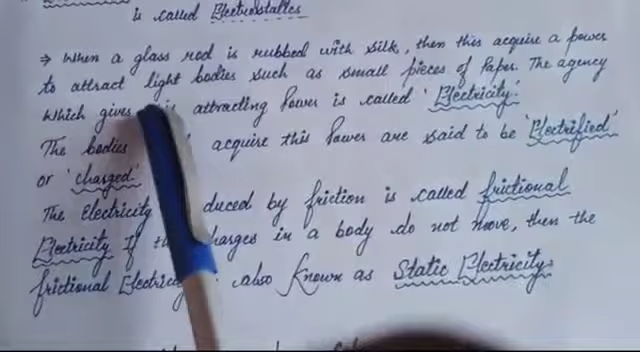 is called Electrostatics
⇒ When a glass rod is rubbed with silk, then this acquire a power
to attract light bodies such as small pieces of Paper. The agency
Which gives attracting Power is called 'Electricity'.
The bodies acquire this Power are said to be 'Electrified'
or 'charged'
The Electricity duced by friction is called frictional
Electricity If harges in a body do not move, then the
frictional Electric also Known as Static Electricity.